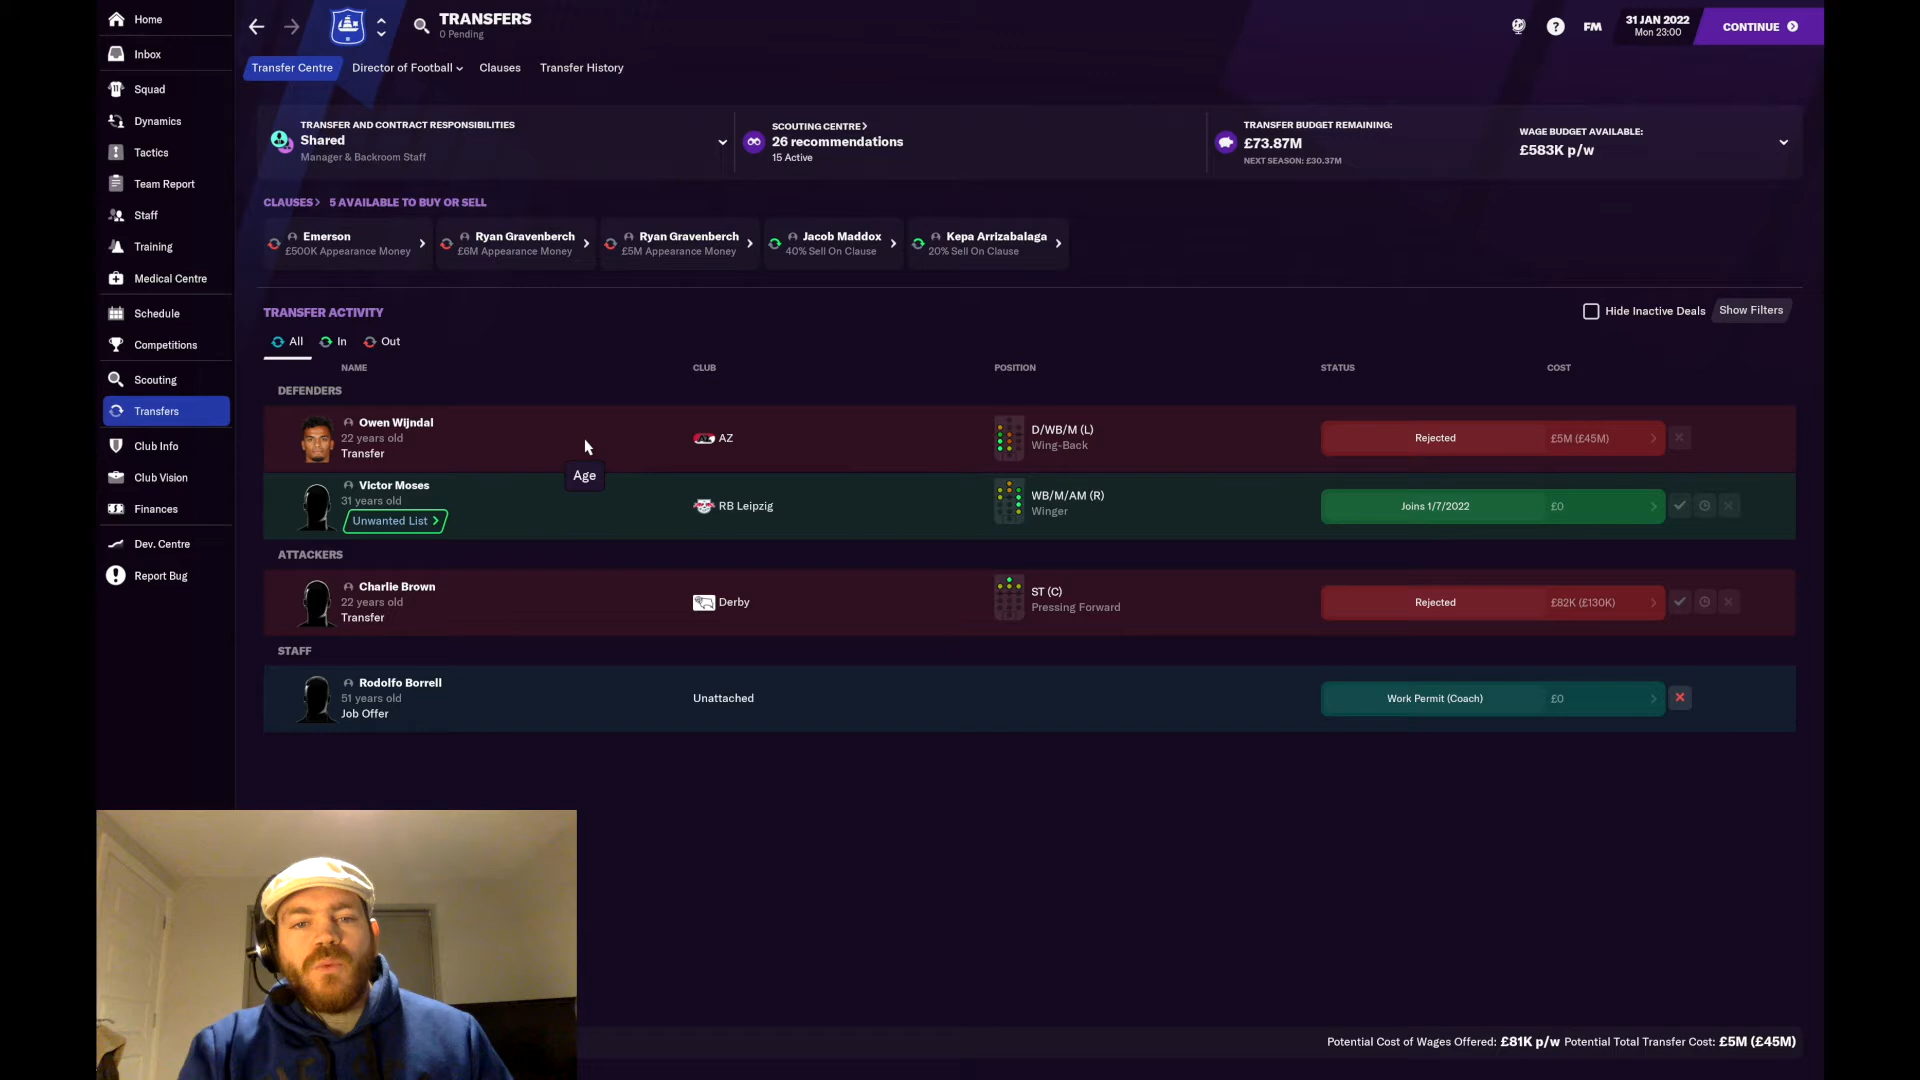 Home
Inbox
Squad
Dynamics
Tactics
Team Report
Staff
Training
Medical Centre
Schedule
Competitions
Scouting
Transfers
Club Info
Club Vision
Finances
Dev. Centre
Report Bug
TRANSFERS
0 Pending
FM
31 JAN 2022
Mon 23:00
CONTINUE
Transfer Centre
Director of Football
Clauses
Transfer History
TRANSFER AND CONTRACT RESPONSIBILITIES
Shared
Manager & Backroom Staff
SCOUTING CENTRE
26 recommendations
15 Active
TRANSFER BUDGET REMAINING:
£73.87M
NEXT SEASON: £30.37M
WAGE BUDGET AVAILABLE:
£583K p/w
CLAUSES 5 AVAILABLE TO BUY OR SELL
Emerson
£500K Appearance Money
Ryan Gravenberch
£6M Appearance Money
Ryan Gravenberch
£5M Appearance Money
Jacob Maddox
40% Sell On Clause
Kepa Arrizabalaga
20% Sell On Clause
TRANSFER ACTIVITY
Hide Inactive Deals
Show Filters
All
In
Out
NAME CLUB POSITION STATUS COST
DEFENDERS
Owen Wijndal
22 years old
Transfer
AZ
D/WB/M (L)
Wing-Back
Rejected £5M (£45M)
Age
Victor Moses
31 years old
Unwanted List
RB Leipzig
WB/M/AM (R)
Winger
Joins 1/7/2022 £0
ATTACKERS
Charlie Brown
22 years old
Transfer
Derby
ST (C)
Pressing Forward
Rejected £82K (£130K)
STAFF
Rodolfo Borrell
51 years old
Job Offer
Unattached
Work Permit (Coach) £0
Potential Cost of Wages Offered: £81K p/w Potential Total Transfer Cost: £5M (£45M)